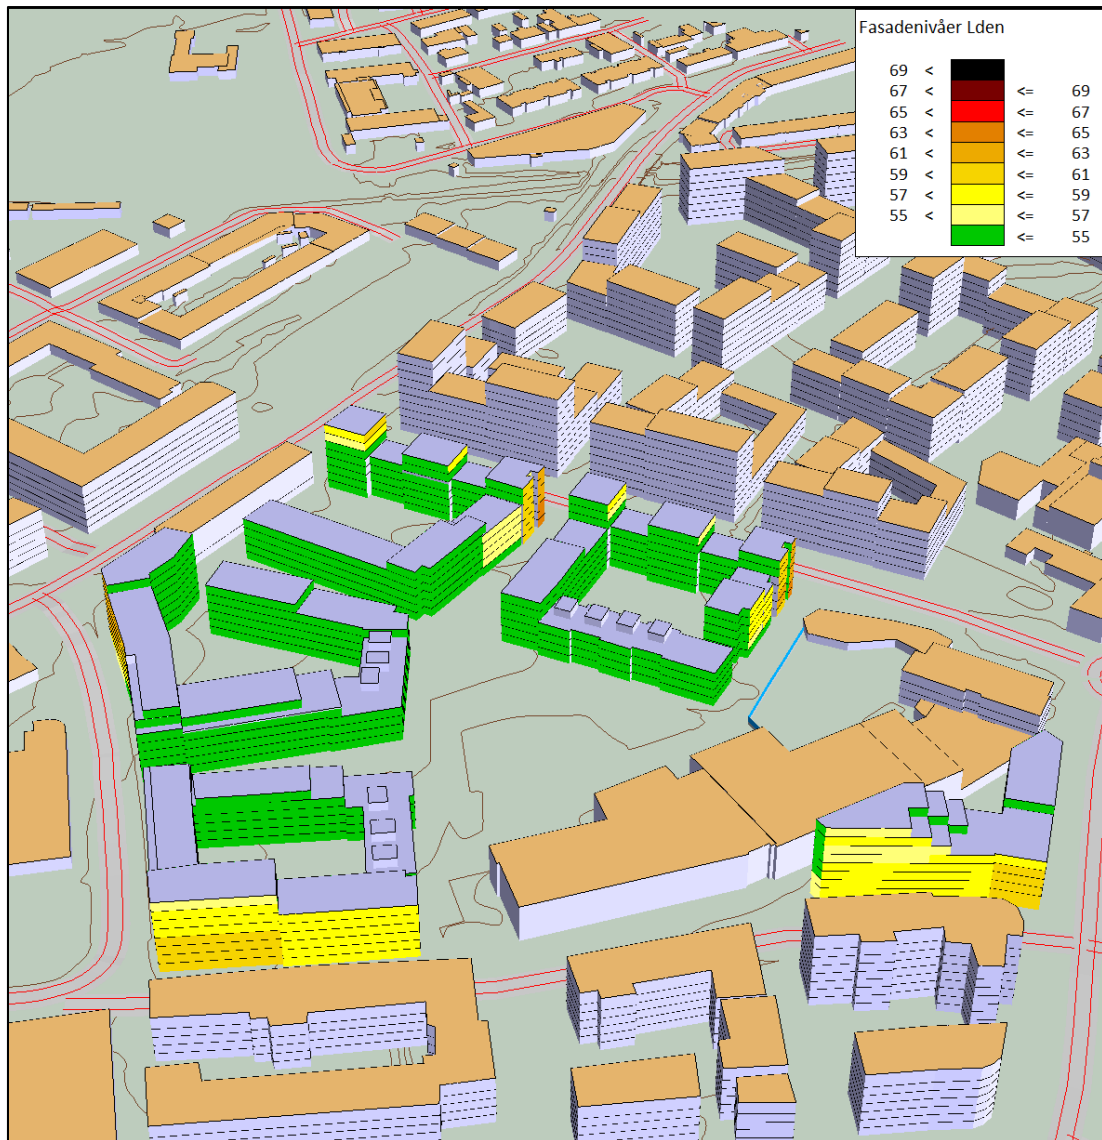 Fasadenivåer Lden
69 <
67 < <= 69
65 < <= 67
63 < <= 65
61 < <= 63
59 < <= 61
57 < <= 59
55 < <= 57
<= 55